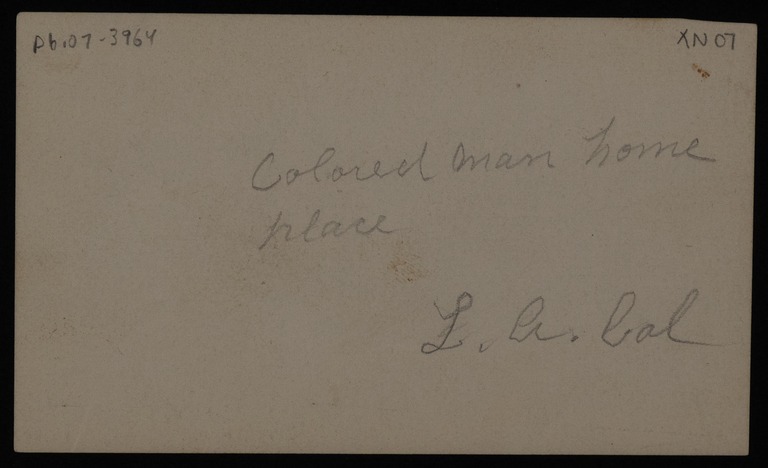 Pb.07-3964
XN07
Colored man home
place
L. A. Cal